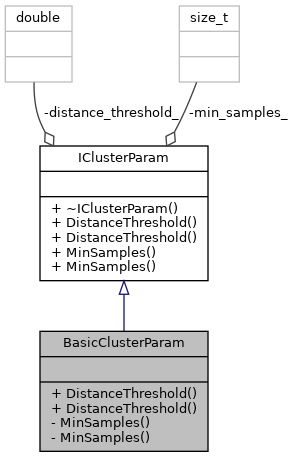 double
size_t
-distance_threshold_
-min_samples_
IClusterParam
+ ~IClusterParam()
+ DistanceThreshold()
+ DistanceThreshold()
+ MinSamples()
+ MinSamples()
BasicClusterParam
+ DistanceThreshold()
+ DistanceThreshold()
- MinSamples()
- MinSamples()